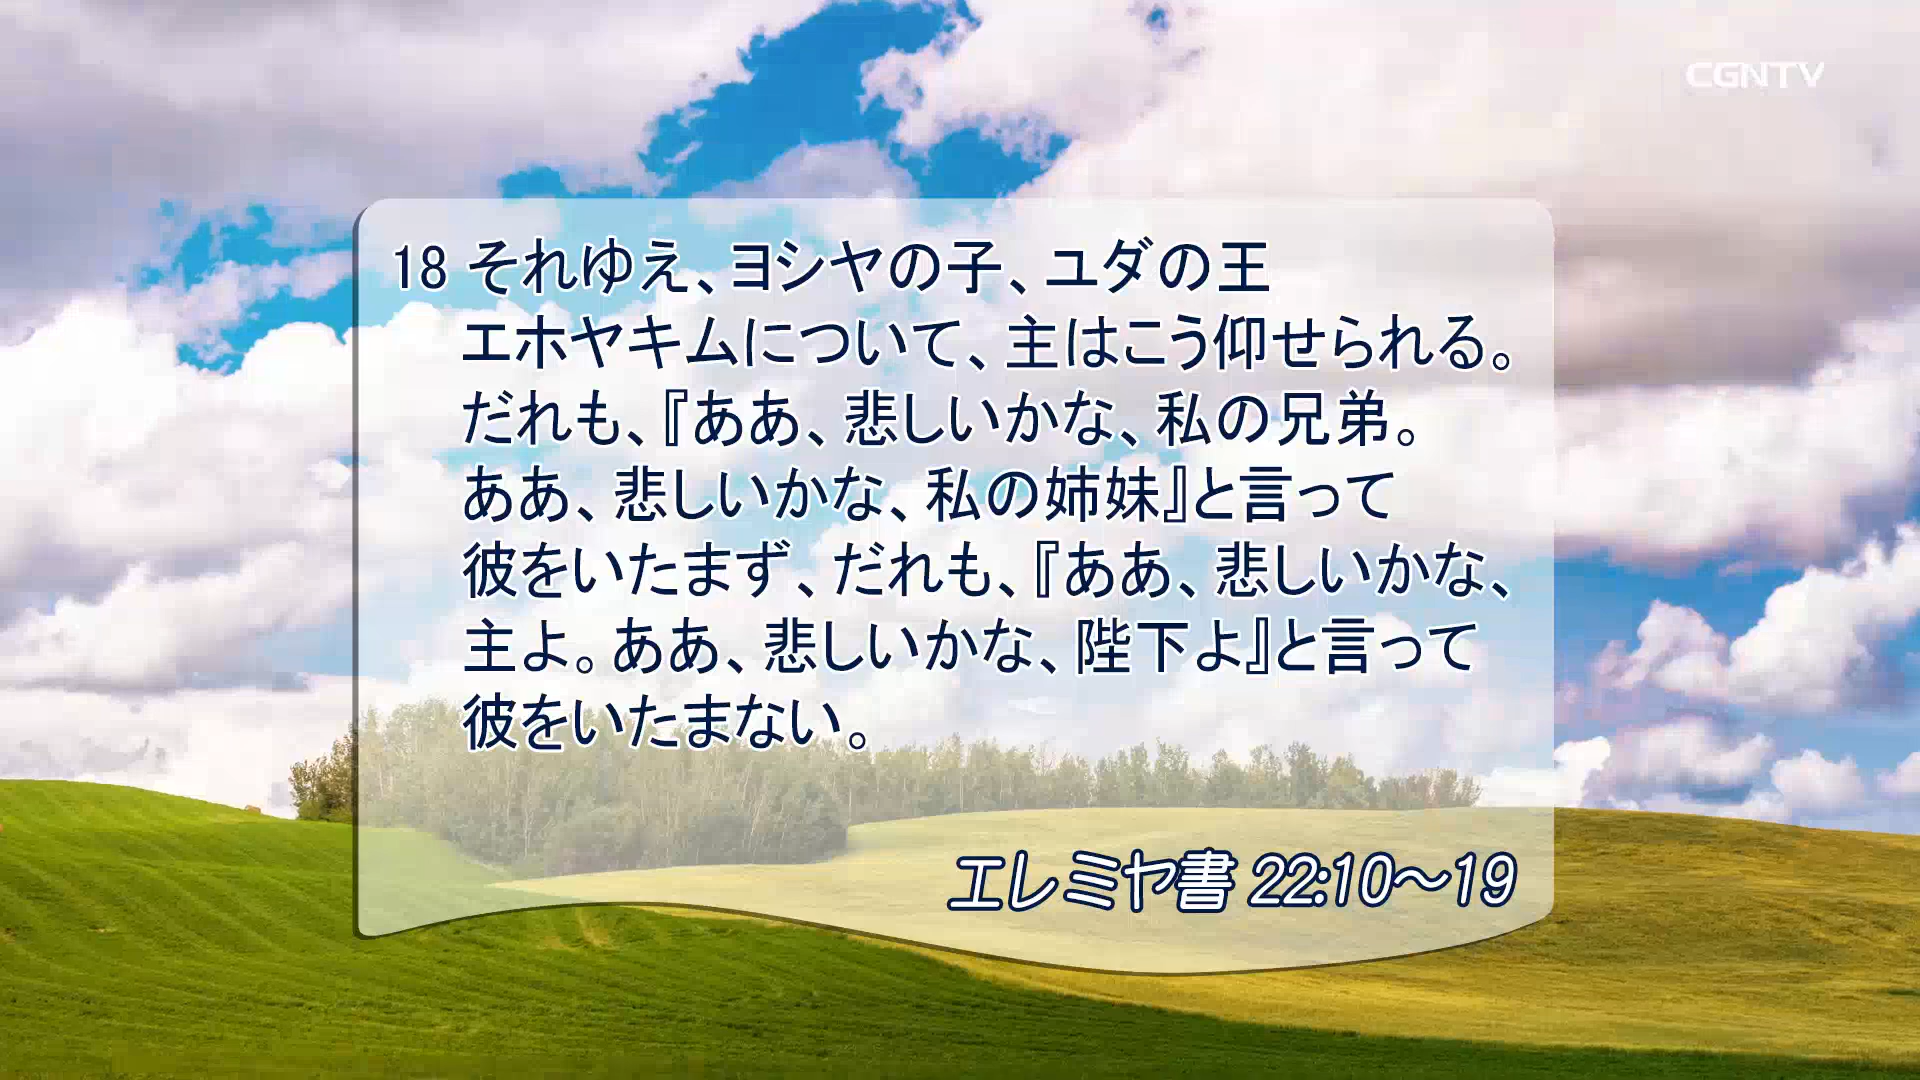 CGNTV
18 それゆえ、ヨシヤの子、ユダの王
エホヤキムについて、主はこう仰せられる。
だれも、『ああ、悲しいかな、私の兄弟。
ああ、悲しいかな、私の姉妹』と言って
彼をいたまず、だれも、『ああ、悲しいかな、
主よ。ああ、悲しいかな、陛下よ』と言って
彼をいたまない。
エレミヤ書 22:10～19